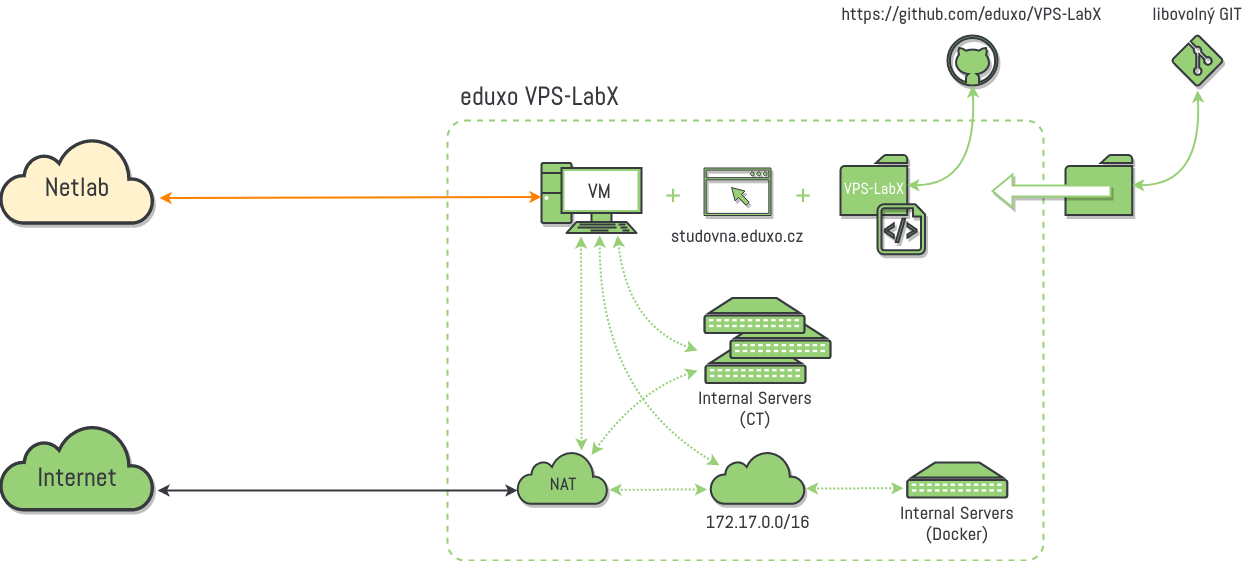 https://github.com/eduxo/VPS-LabX
libovolný GIT
eduxo VPS-LabX
Netlab
VM
VPS-LabX
</>
studovna.eduxo.cz
Internal Servers
(CT)
Internet
NAT
172.17.0.0/16
Internal Servers
(Docker)